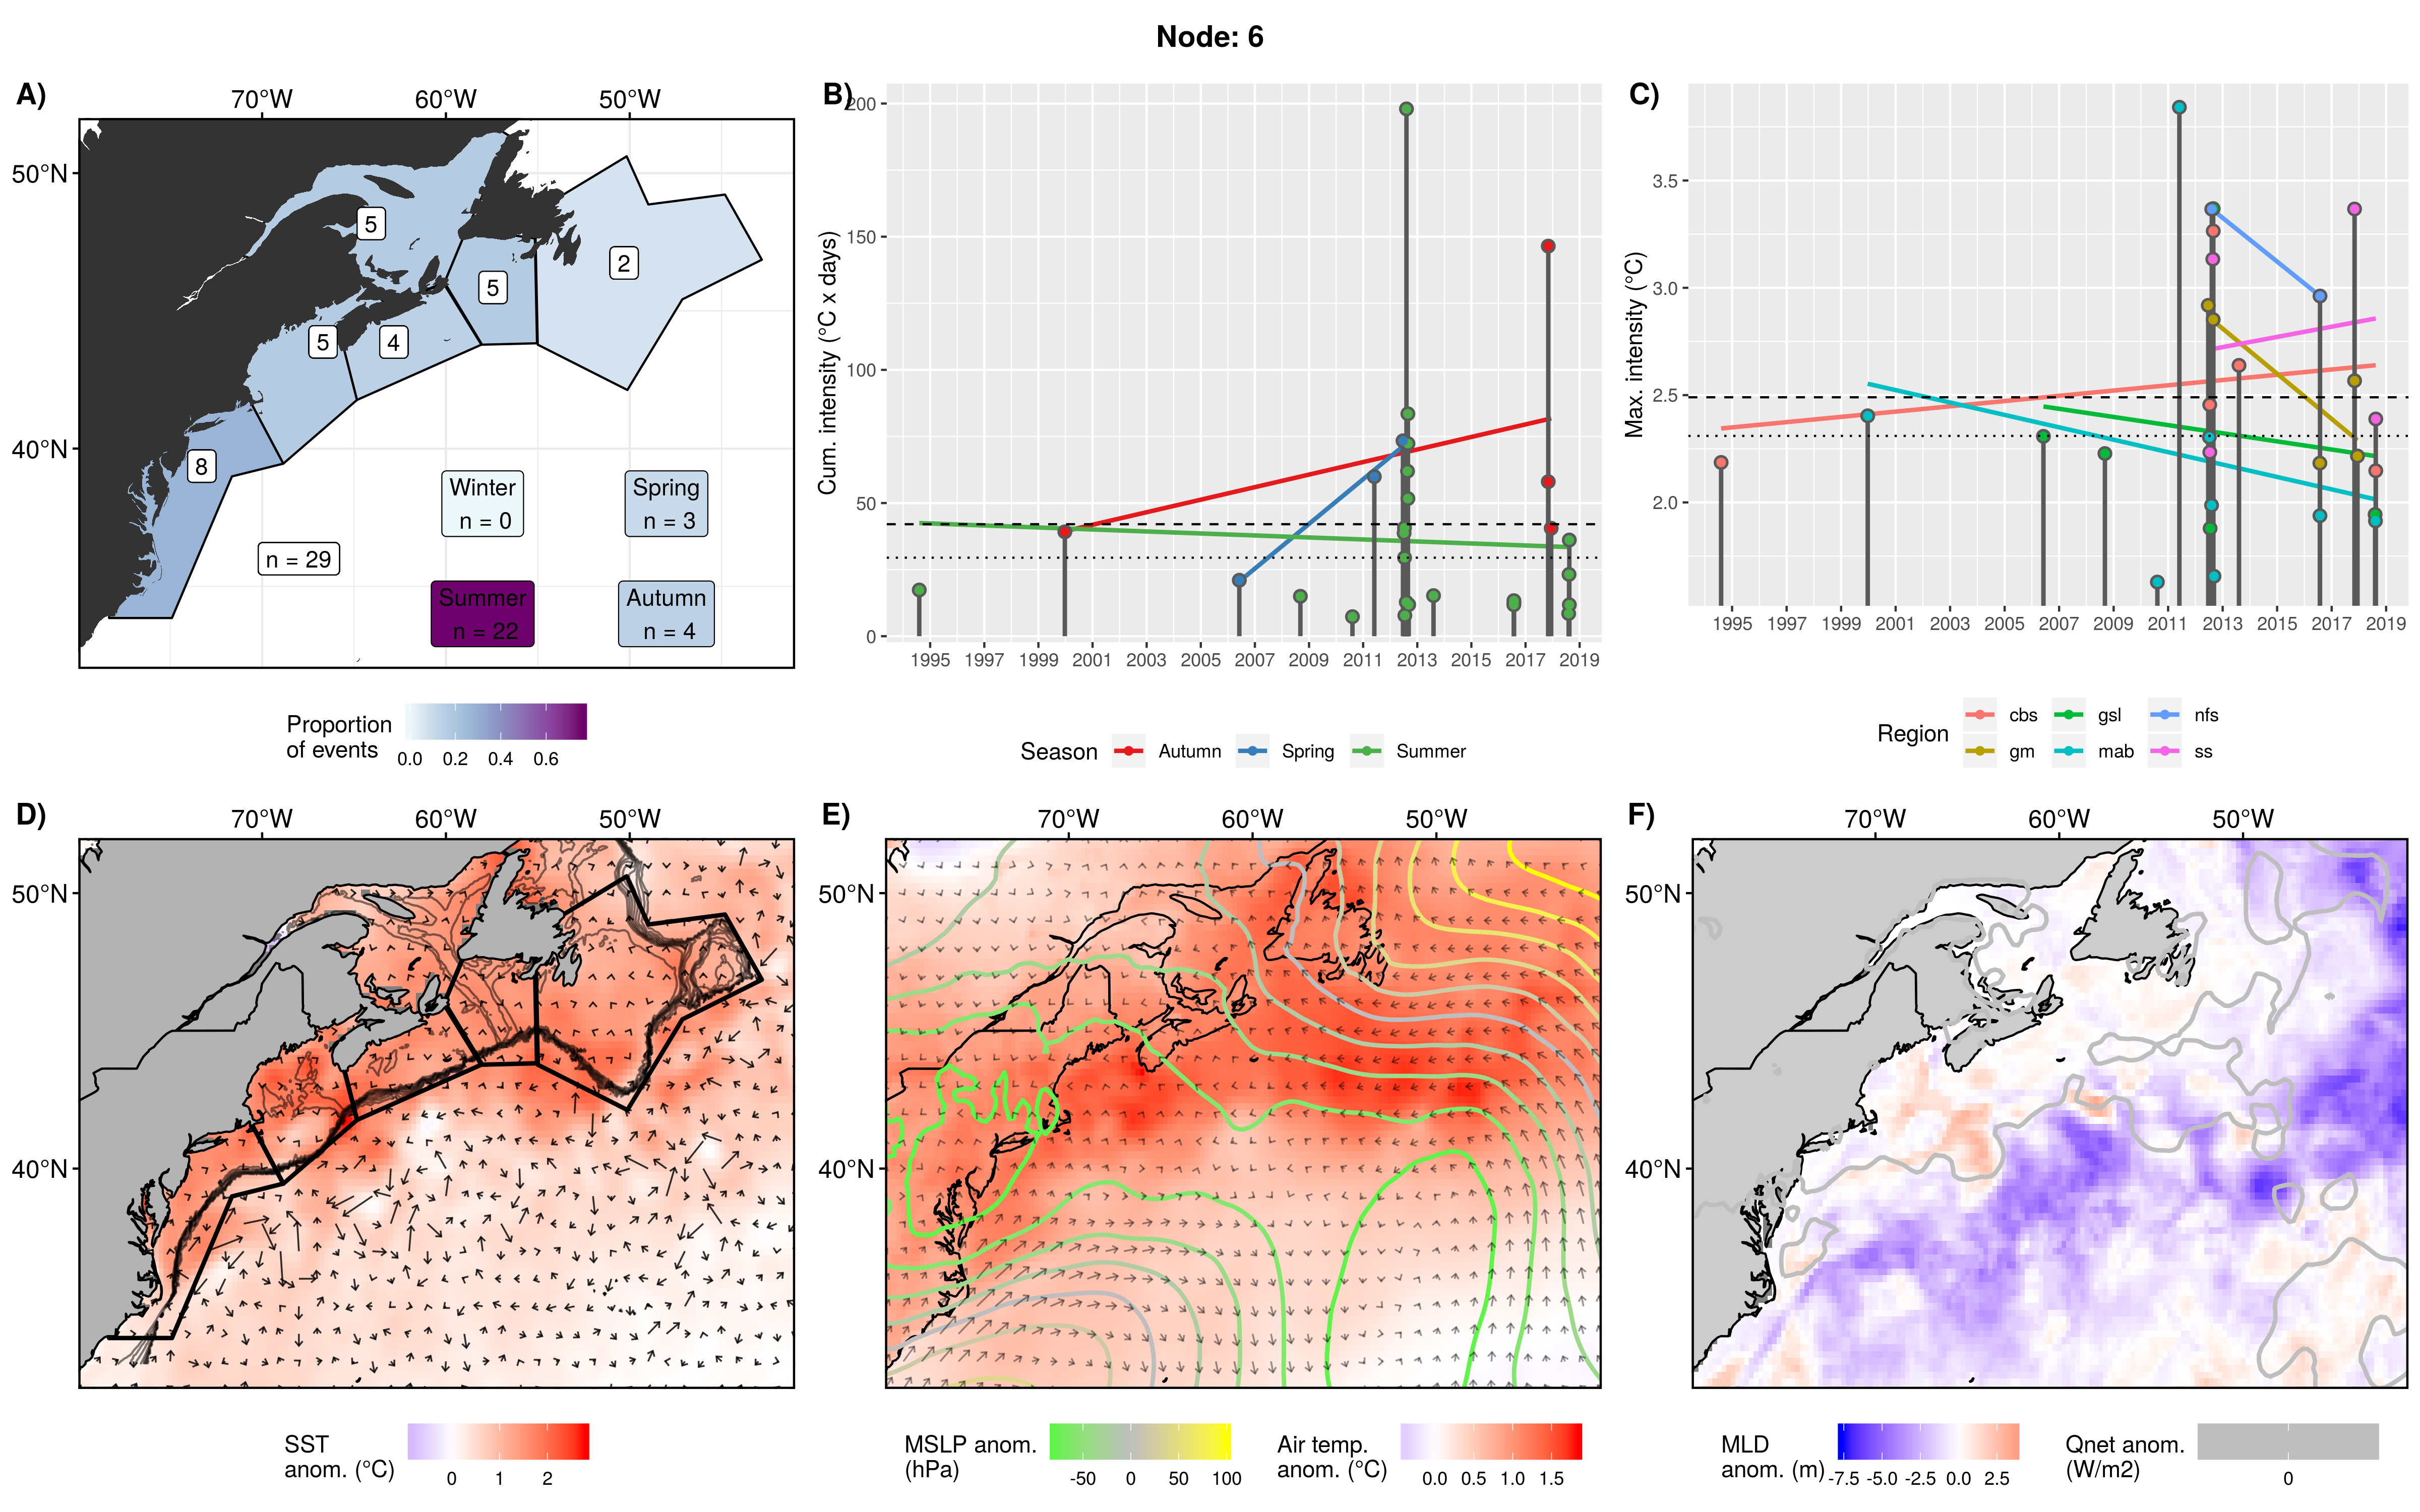 Node: 6
A)
70°W 60°W 50°W
50°N
40°N
5
5
2
5
4
8
n = 29
Winter
n = 0
Spring
n = 3
Summer
n = 22
Autumn
n = 4
Proportion
of events
0.0 0.2 0.4 0.6
B)
Cum. intensity (°C x days)
200
150
100
50
0
1995 1997 1999 2001 2003 2005 2007 2009 2011 2013 2015 2017 2019
Season Autumn Spring Summer
C)
Max. intensity (°C)
3.5
3.0
2.5
2.0
1995 1997 1999 2001 2003 2005 2007 2009 2011 2013 2015 2017 2019
Region
cbs gsl nfs
gm mab ss
D)
70°W 60°W 50°W
50°N
40°N
SST
anom. (°C)
0 1 2
E)
70°W 60°W 50°W
50°N
40°N
MSLP anom.
(hPa)
-50 0 50 100
Air temp.
anom. (°C)
0.0 0.5 1.0 1.5
F)
70°W 60°W 50°W
50°N
40°N
MLD
anom. (m)
-7.5 -5.0 -2.5 0.0 2.5
Qnet anom.
(W/m2)
0